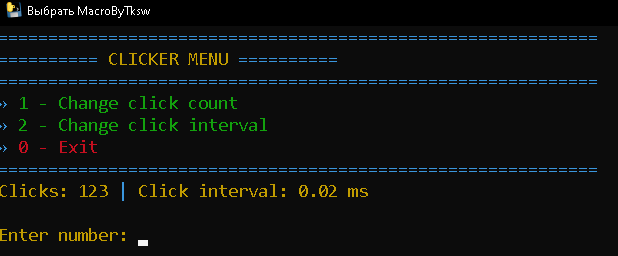 Выбрать MacroByTksw
============================================================
========== CLICKER MENU ==========
============================================================
» 1 - Change click count
» 2 - Change click interval
» 0 - Exit
============================================================
Clicks: 123 | Click interval: 0.02 ms
Enter number: